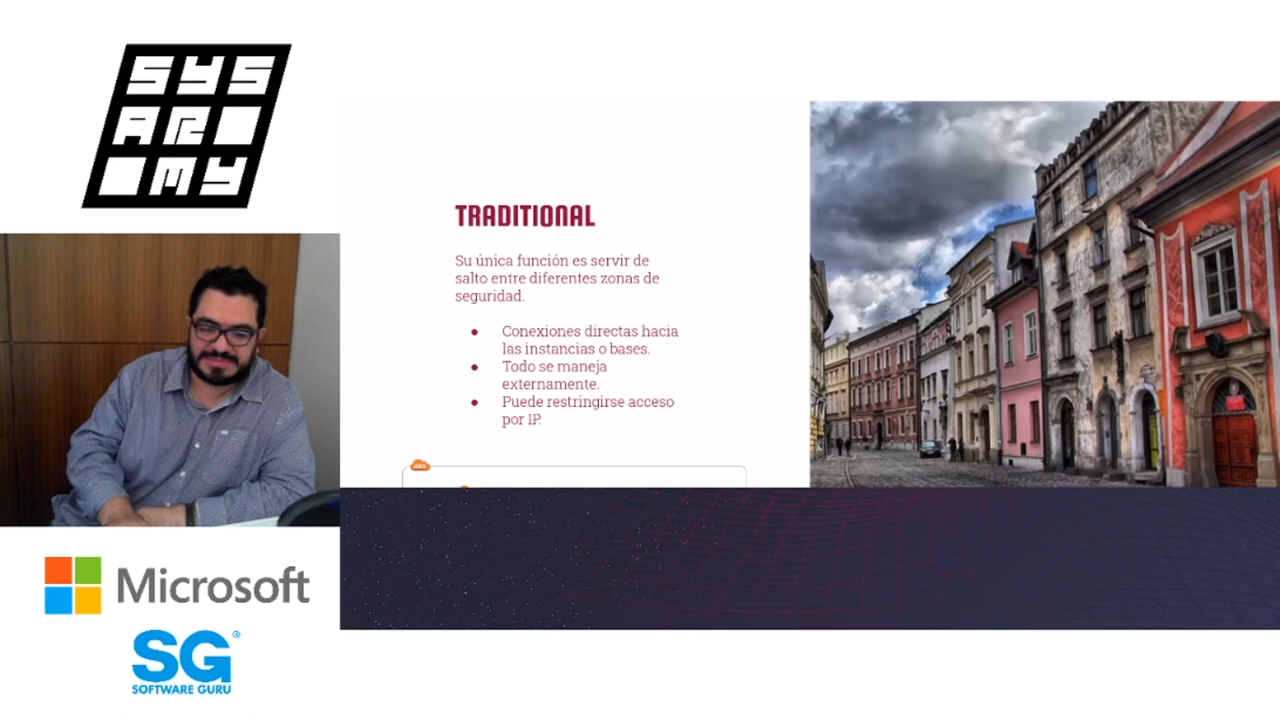 SYS
AR
MY
TRADITIONAL
Su única función es servir de
salto entre diferentes zonas de
seguridad.
● Conexiones directas hacia
las instancias o bases.
● Todo se maneja
externamente.
● Puede restringirse acceso
por IP.
Microsoft
SG®
SOFTWARE GURU